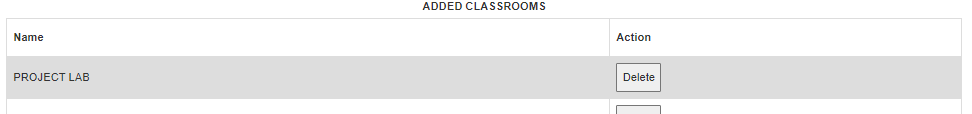 ADDED CLASSROOMS
Name Action
PROJECT LAB Delete